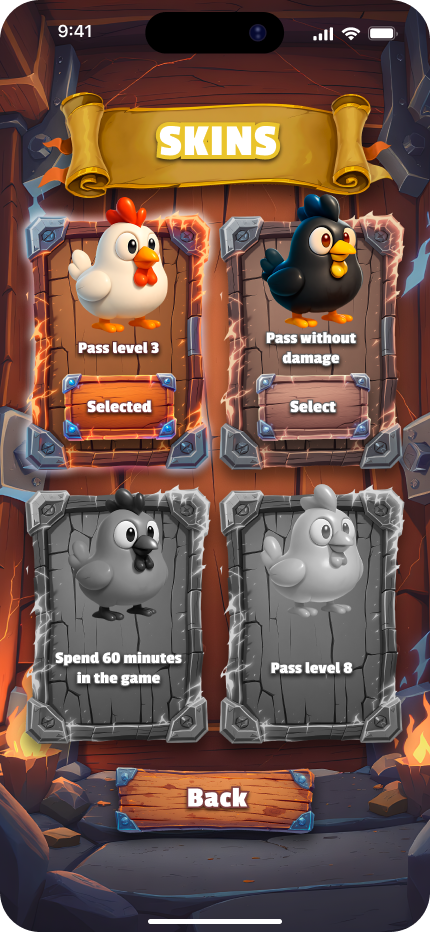 9:41
SKINS
Pass level 3
Selected
Pass without
damage
Select
Spend 60 minutes
in the game
Pass level 8
Back